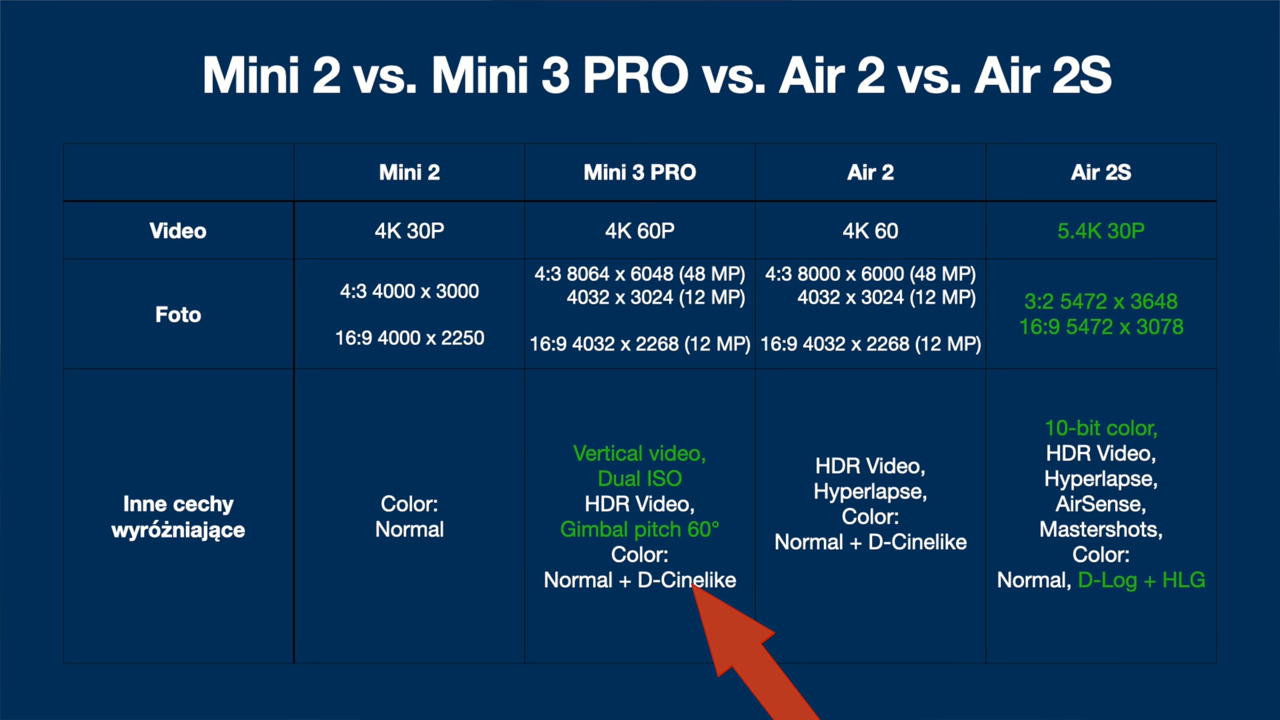 Mini 2 vs. Mini 3 PRO vs. Air 2 vs. Air 2S
Mini 2
Mini 3 PRO
Air 2
Air 2S
Video
4K 30P
4K 60P
4K 60
5.4K 30P
Foto
4:3 4000 x 3000
16:9 4000 x 2250
4:3 8064 x 6048 (48 MP)
4032 x 3024 (12 MP)
16:9 4032 x 2268 (12 MP)
4:3 8000 x 6000 (48 MP)
4032 x 3024 (12 MP)
16:9 4032 x 2268 (12 MP)
3:2 5472 x 3648
16:9 5472 x 3078
Inne cechy
wyróżniające
Color:
Normal
Vertical video,
Dual ISO
HDR Video,
Gimbal pitch 60°
Color:
Normal + D-Cinelike
HDR Video,
Hyperlapse,
Color:
Normal + D-Cinelike
10-bit color,
HDR Video,
Hyperlapse,
AirSense,
Mastershots,
Color:
Normal, D-Log + HLG